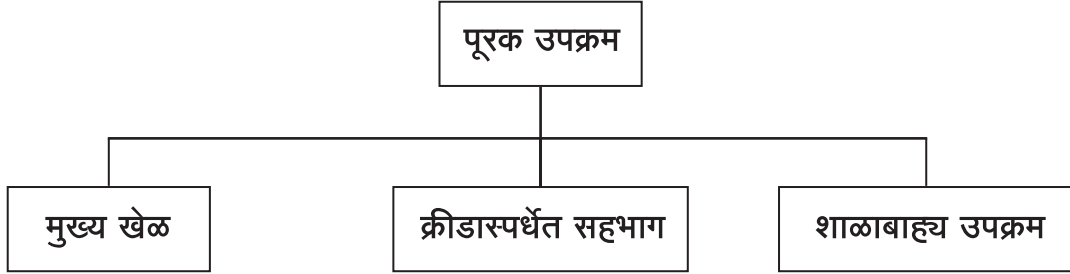 पूरक उपक्रम
मुख्य खेळ
क्रीडास्पर्धेत सहभाग
शाळाबाह्य उपक्रम